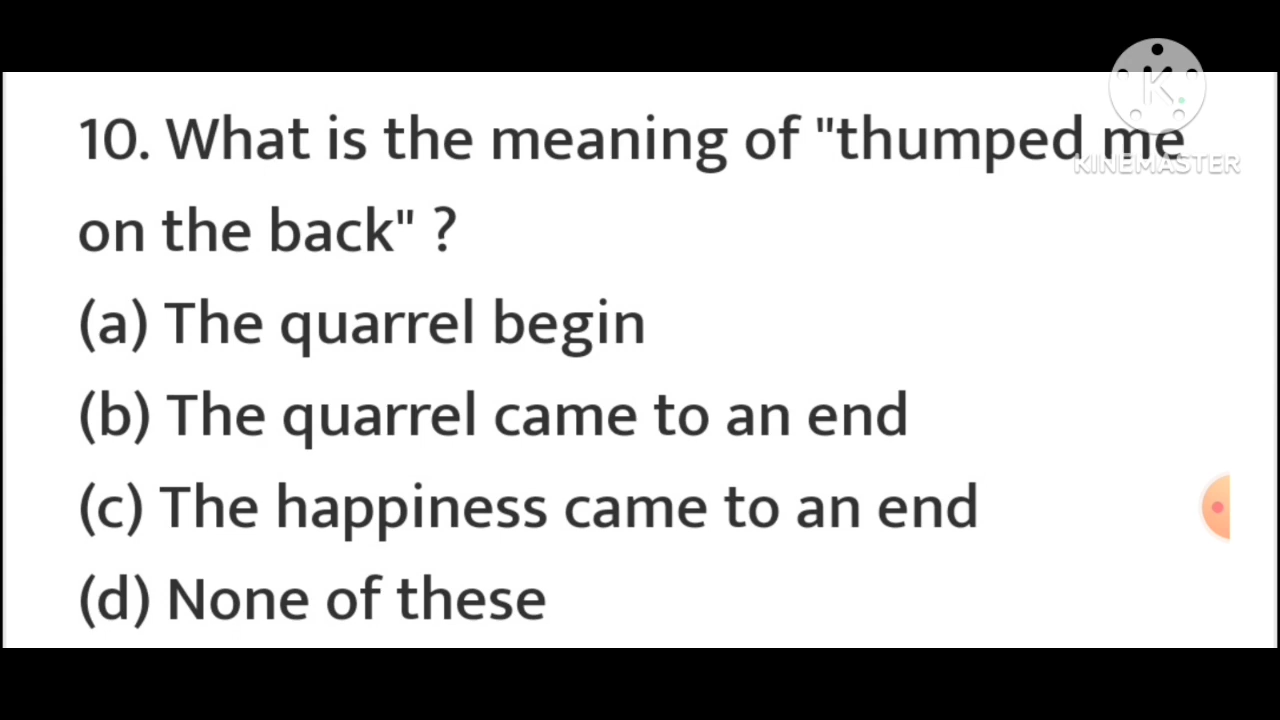 10. What is the meaning of "thumped me
KINEMASTER
on the back" ?
(a) The quarrel begin
(b) The quarrel came to an end
(c) The happiness came to an end
(d) None of these